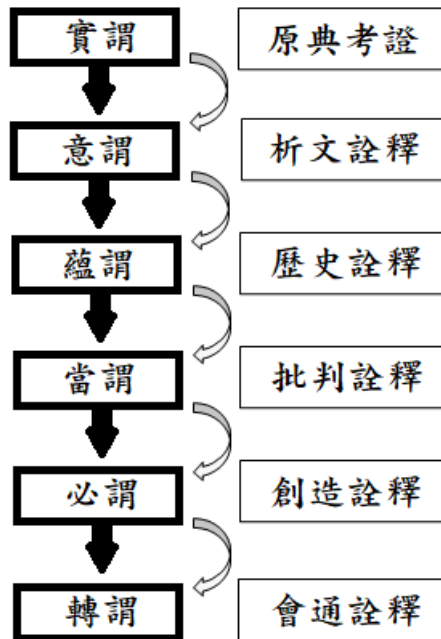 實謂 原典考證
意謂 析文詮釋
蘊謂 歷史詮釋
當謂 批判詮釋
必謂 創造詮釋
轉謂 會通詮釋